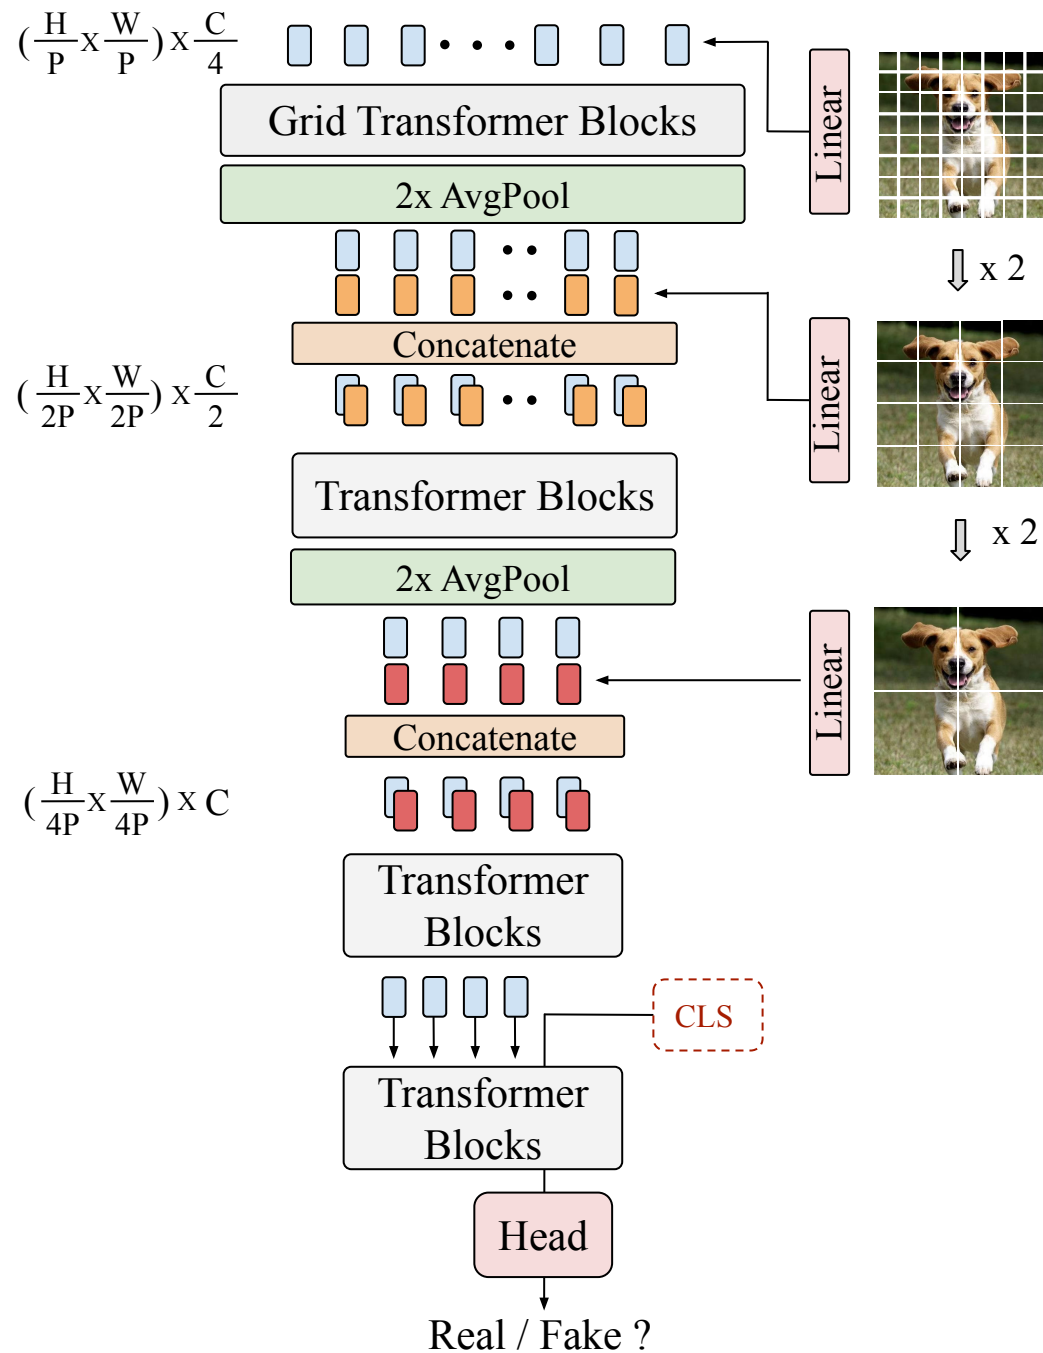 (H/P x W/P) x C/4
Linear
Grid Transformer Blocks
2x AvgPool
x 2
Concatenate
Linear
(H/2P x W/2P) x C/2
Transformer Blocks
x 2
2x AvgPool
Linear
Concatenate
(H/4P x W/4P) x C
Transformer
Blocks
CLS
Transformer
Blocks
Head
Real / Fake ?